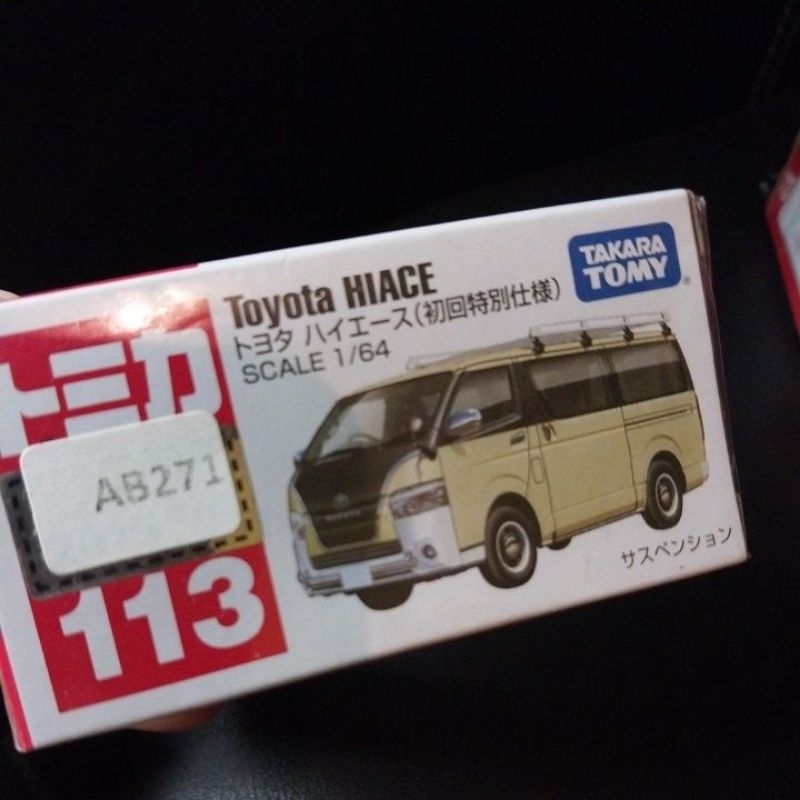 TAKARA
TOMY
Toyota HIACE
トヨタ ハイエース(初回特別仕様)
SCALE 1/64
トミカ
AB271
113
サスペンション